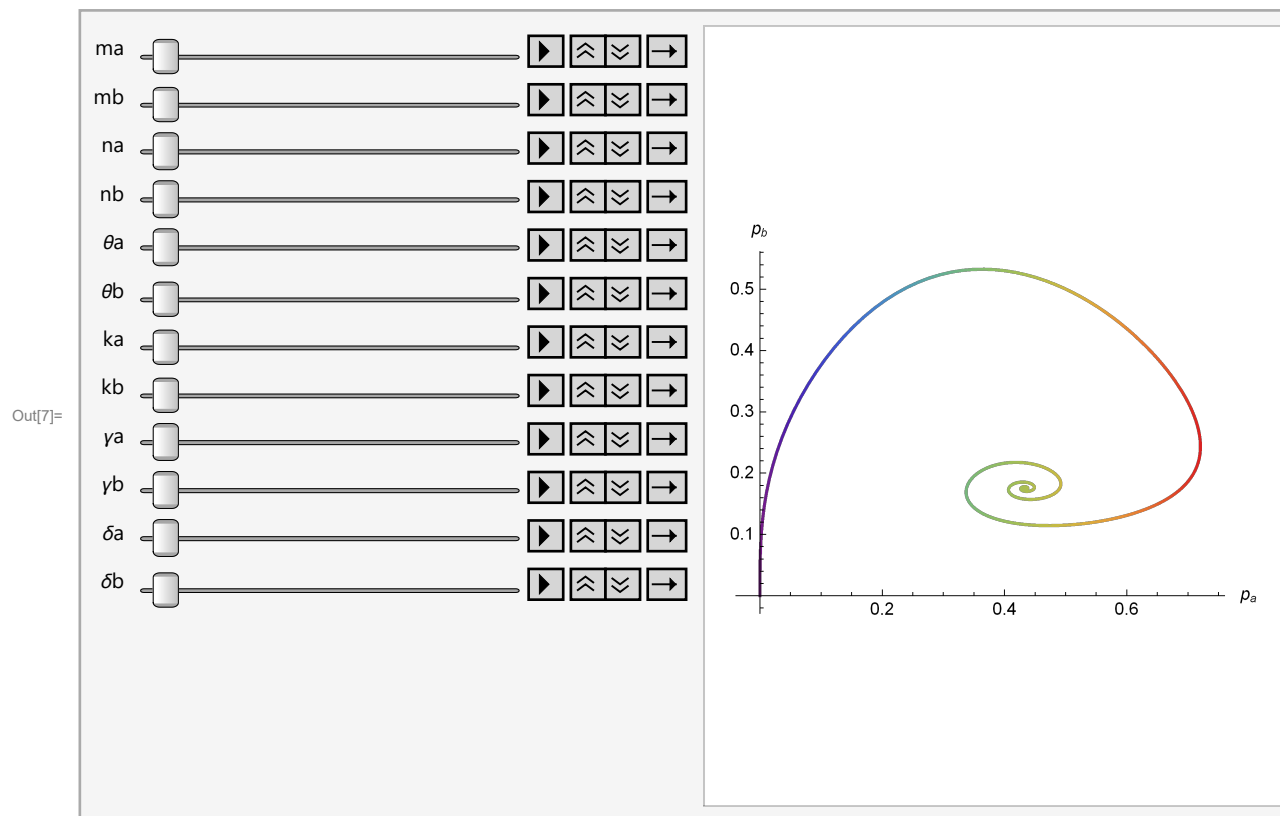 ma
mb
na
nb
θa
θb
ka
kb
γa
γb
δa
δb
Out[7]=
p_b
0.5
0.4
0.3
0.2
0.1
0.2 0.4 0.6
p_a